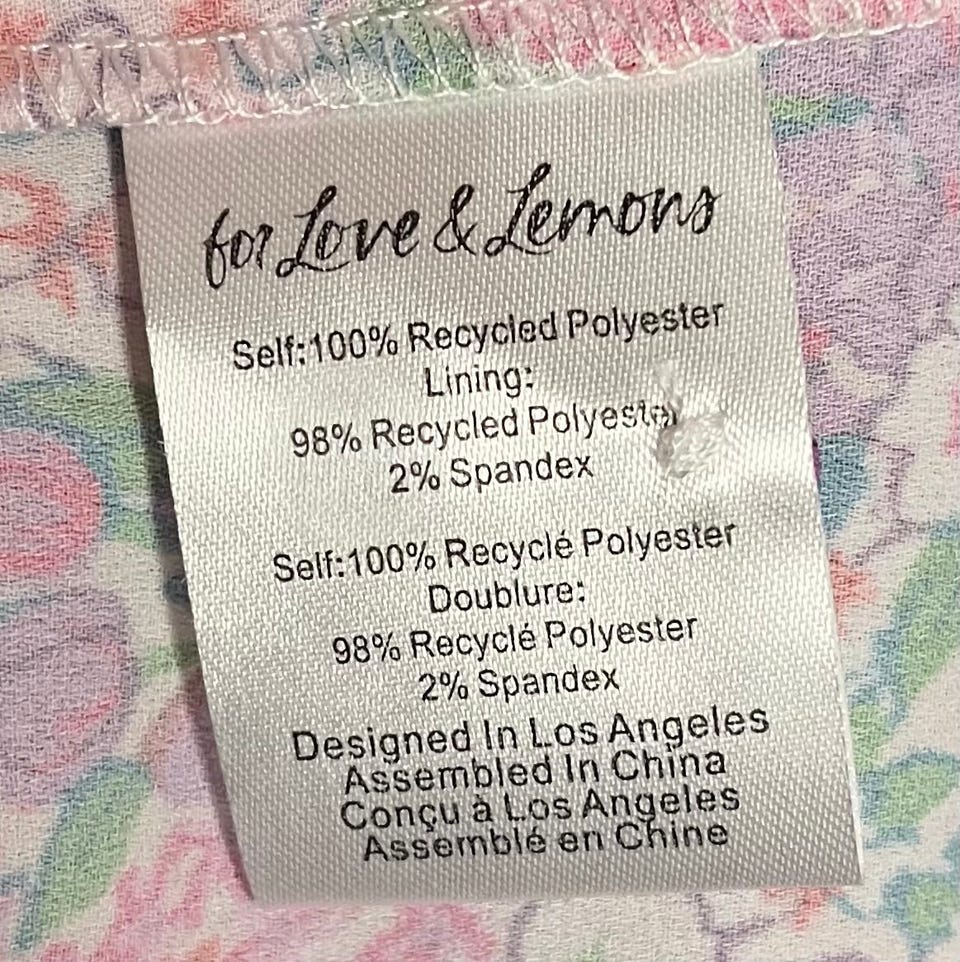 for Love & Lemons
Self:100% Recycled Polyester
Lining:
98% Recycled Polyester
2% Spandex
Self:100% Recyclé Polyester
Doublure:
98% Recyclé Polyester
2% Spandex
Designed In Los Angeles
Assembled In China
Conçu à Los Angeles
Assemblé en Chine